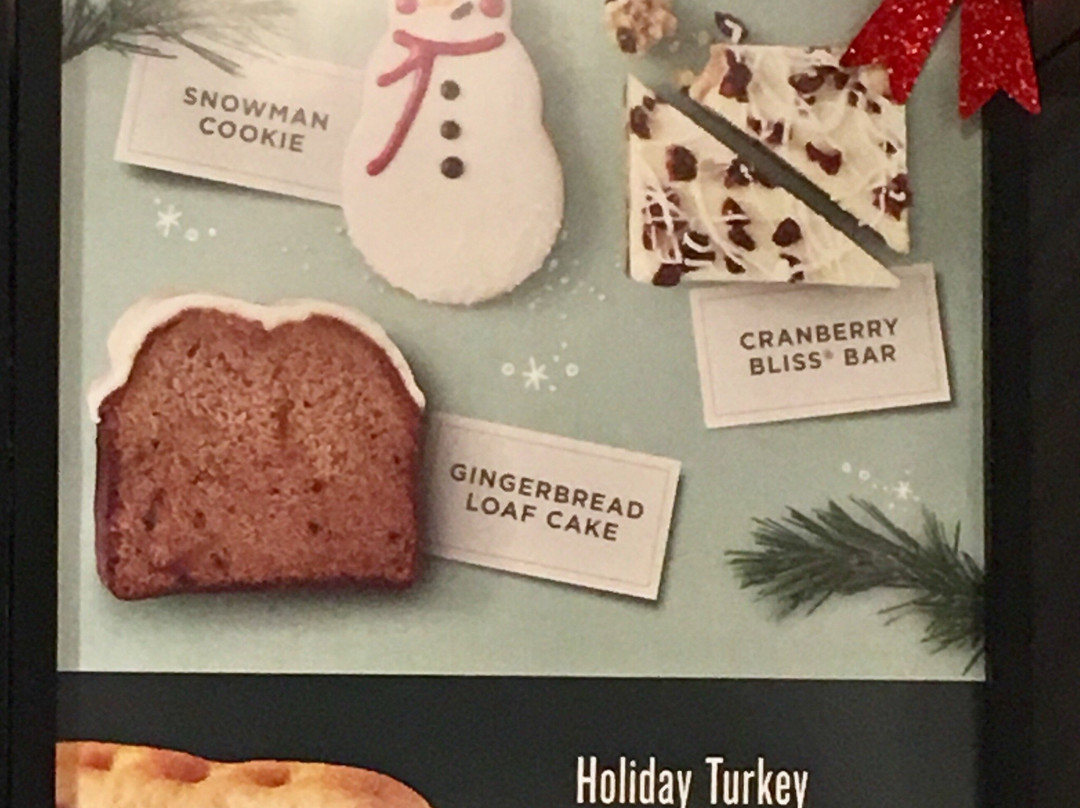 SNOWMAN
COOKIE
CRANBERRY
BLISS® BAR
GINGERBREAD
LOAF CAKE
Holiday Turkey